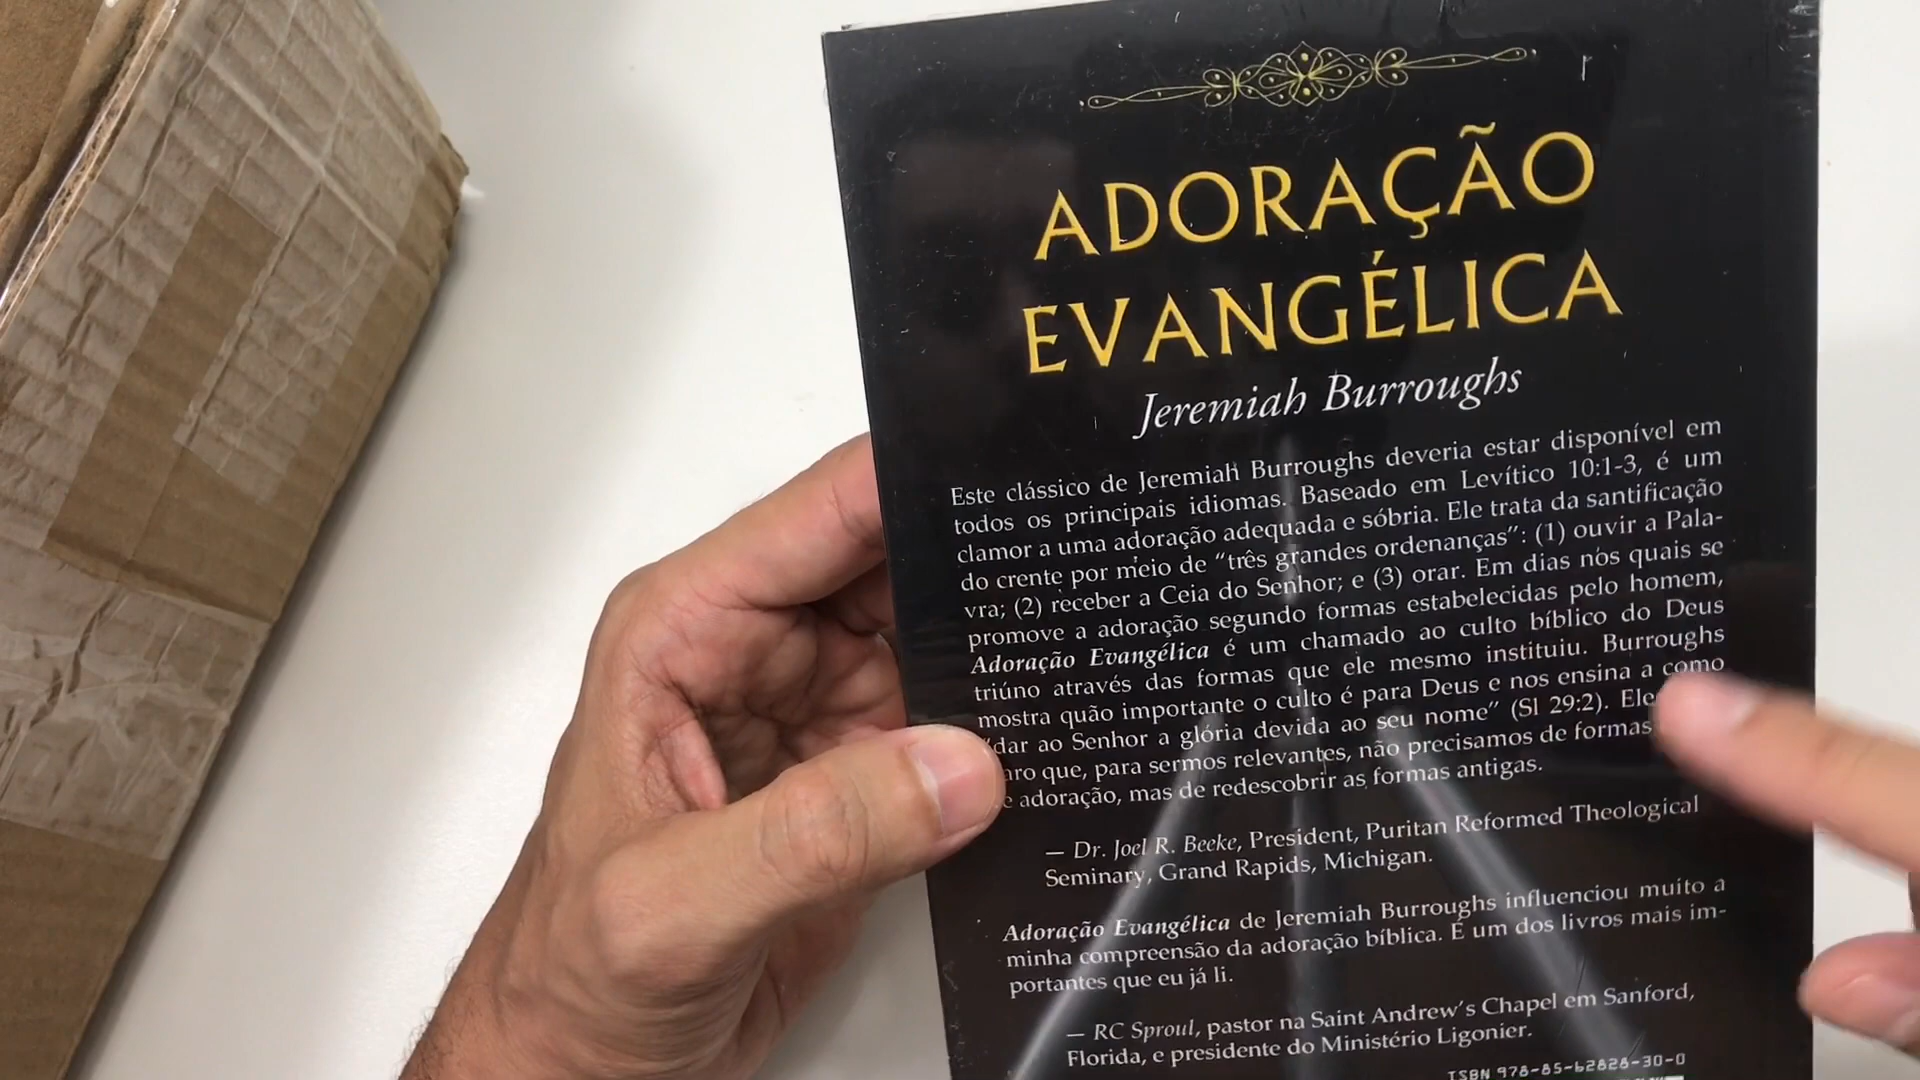 ADORAÇÃO
EVANGÉLICA
Jeremiah Burroughs
Este clássico de Jeremiah Burroughs deveria estar disponível em
todos os principais idiomas. Baseado em Levítico 10:1-3, é um
clamor a uma adoração adequada e sóbria. Ele trata da santificação
do crente por meio de “três grandes ordenanças”: (1) ouvir a Pala-
vra; (2) receber a Ceia do Senhor; e (3) orar. Em dias nos quais se
promove a adoração segundo formas estabelecidas pelo homem,
Adoração Evangélica é um chamado ao culto bíblico do Deus
triúno através das formas que ele mesmo instituiu. Burroughs
mostra quão importante o culto é para Deus e nos ensina a como
“dar ao Senhor a glória devida ao seu nome” (Sl 29:2). Ele
que, para sermos relevantes, não precisamos de formas
adoração, mas de redescobrir as formas antigas.
— Dr. Joel R. Beeke, President, Puritan Reformed Theological
Seminary, Grand Rapids, Michigan.
Adoração Evangélica de Jeremiah Burroughs influenciou muito a
minha compreensão da adoração bíblica. É um dos livros mais im-
portantes que eu já li.
— RC Sproul, pastor na Saint Andrew’s Chapel em Sanford,
Florida, e presidente do Ministério Ligonier.
ISBN 978-85-62828-30-0